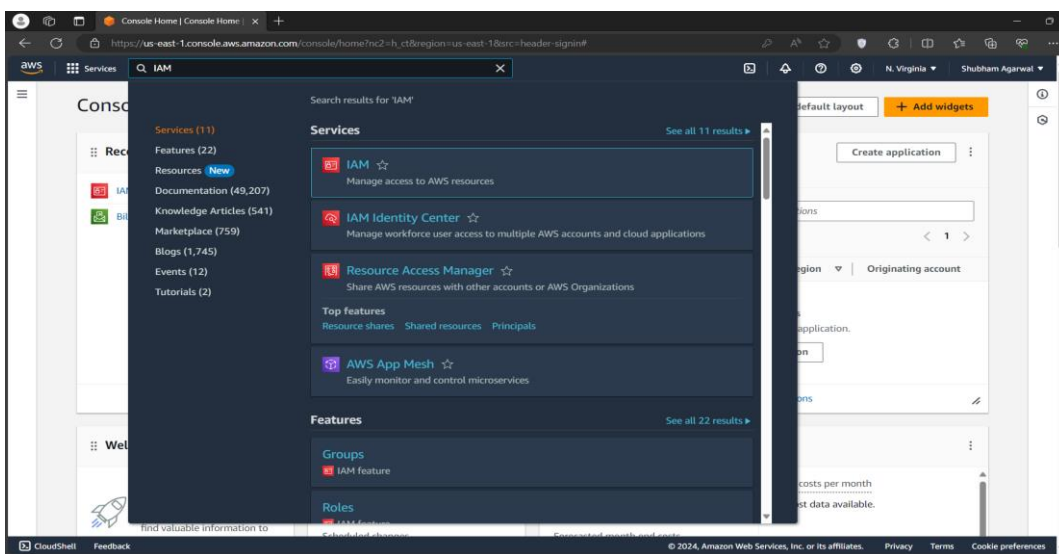 Console Home | Console Home |
https://us-east-1.console.aws.amazon.com/console/home?nc2=h_ct&region=us-east-1&src=header-signin#
aws
Services
IAM
N. Virginia
Shubham Agarwal
Search results for 'IAM'
default layout
+ Add widgets
Services (11)
Features (22)
Resources New
Documentation (49,207)
Knowledge Articles (541)
Marketplace (759)
Blogs (1,745)
Events (12)
Tutorials (2)
Services
See all 11 results
IAM
Manage access to AWS resources
IAM Identity Center
Manage workforce user access to multiple AWS accounts and cloud applications
Resource Access Manager
Share AWS resources with other accounts or AWS Organizations
Top features
Resource shares Shared resources Principals
AWS App Mesh
Easily monitor and control microservices
Features
See all 22 results
Groups
IAM feature
Roles
Create application
1
Originating account
application.
costs per month
data available.
find valuable information to
CloudShell
Feedback
© 2024, Amazon Web Services, Inc. or its affiliates.
Privacy
Terms
Cookie preferences